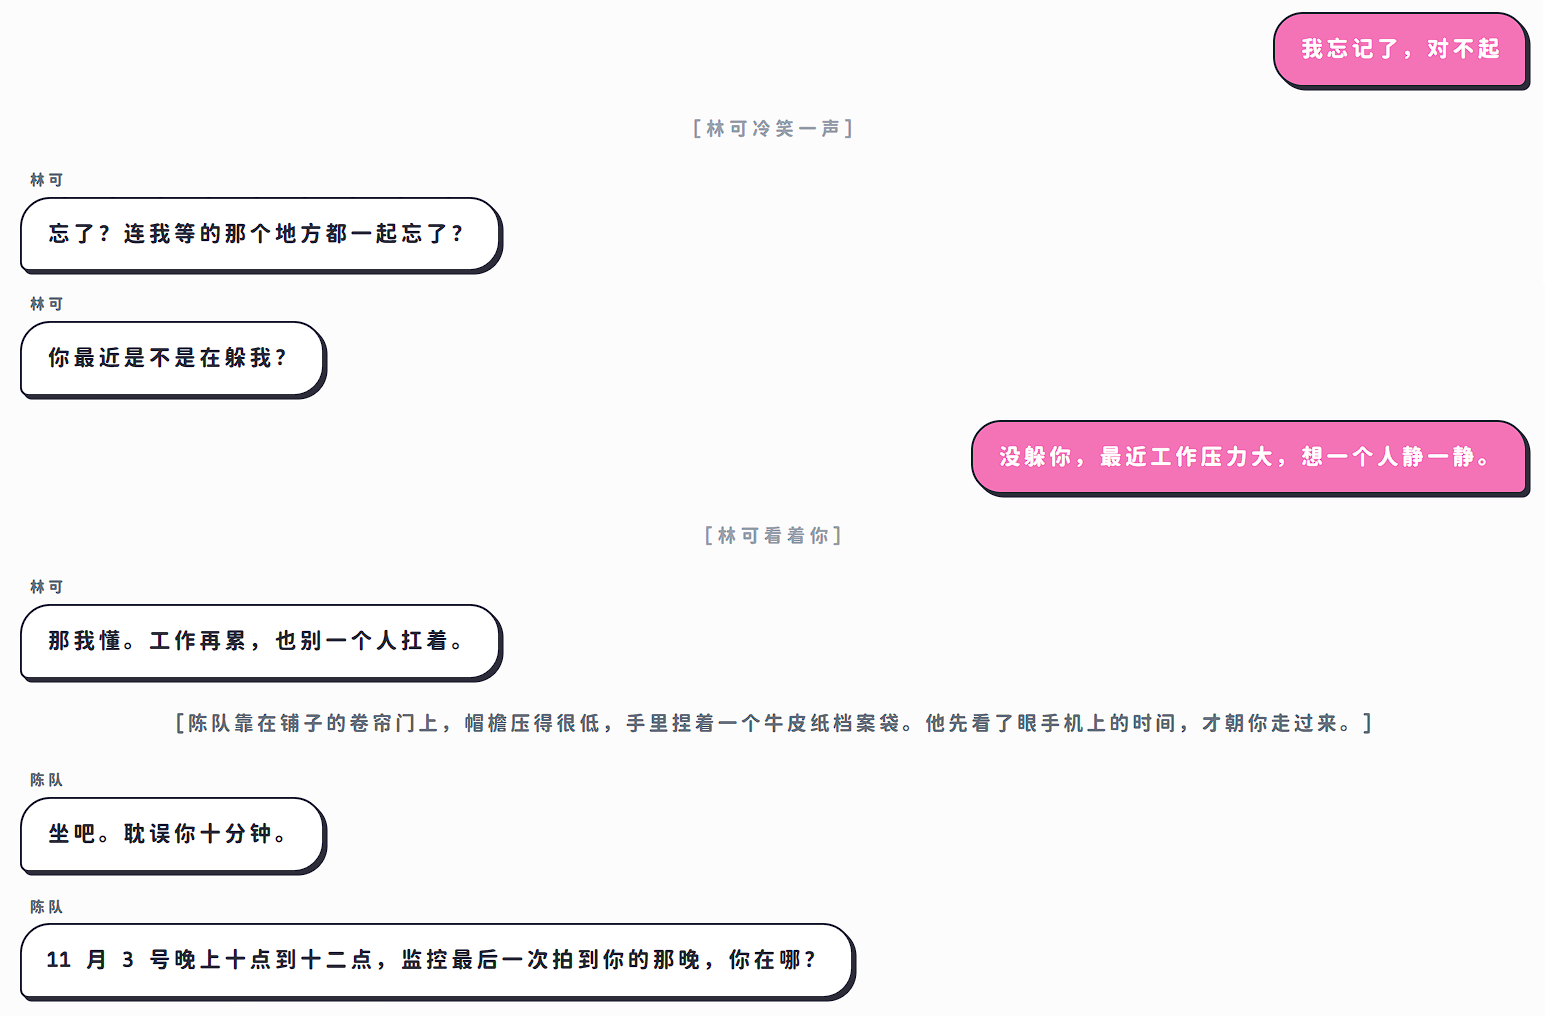 我忘记了，对不起
[林可冷笑一声]
林可
忘了？连我等的那个地方都一起忘了？
林可
你最近是不是在躲我？
没躲你，最近工作压力大，想一个人静一静。
[林可看着你]
林可
那我懂。工作再累，也别一个人扛着。
[陈队靠在铺子的卷帘门上，帽檐压得很低，手里捏着一个牛皮纸档案袋。他先看了眼手机上的时间，才朝你走过来。]
陈队
坐吧。耽误你十分钟。
陈队
11 月 3 号晚上十点到十二点，监控最后一次拍到你的那晚，你在哪？